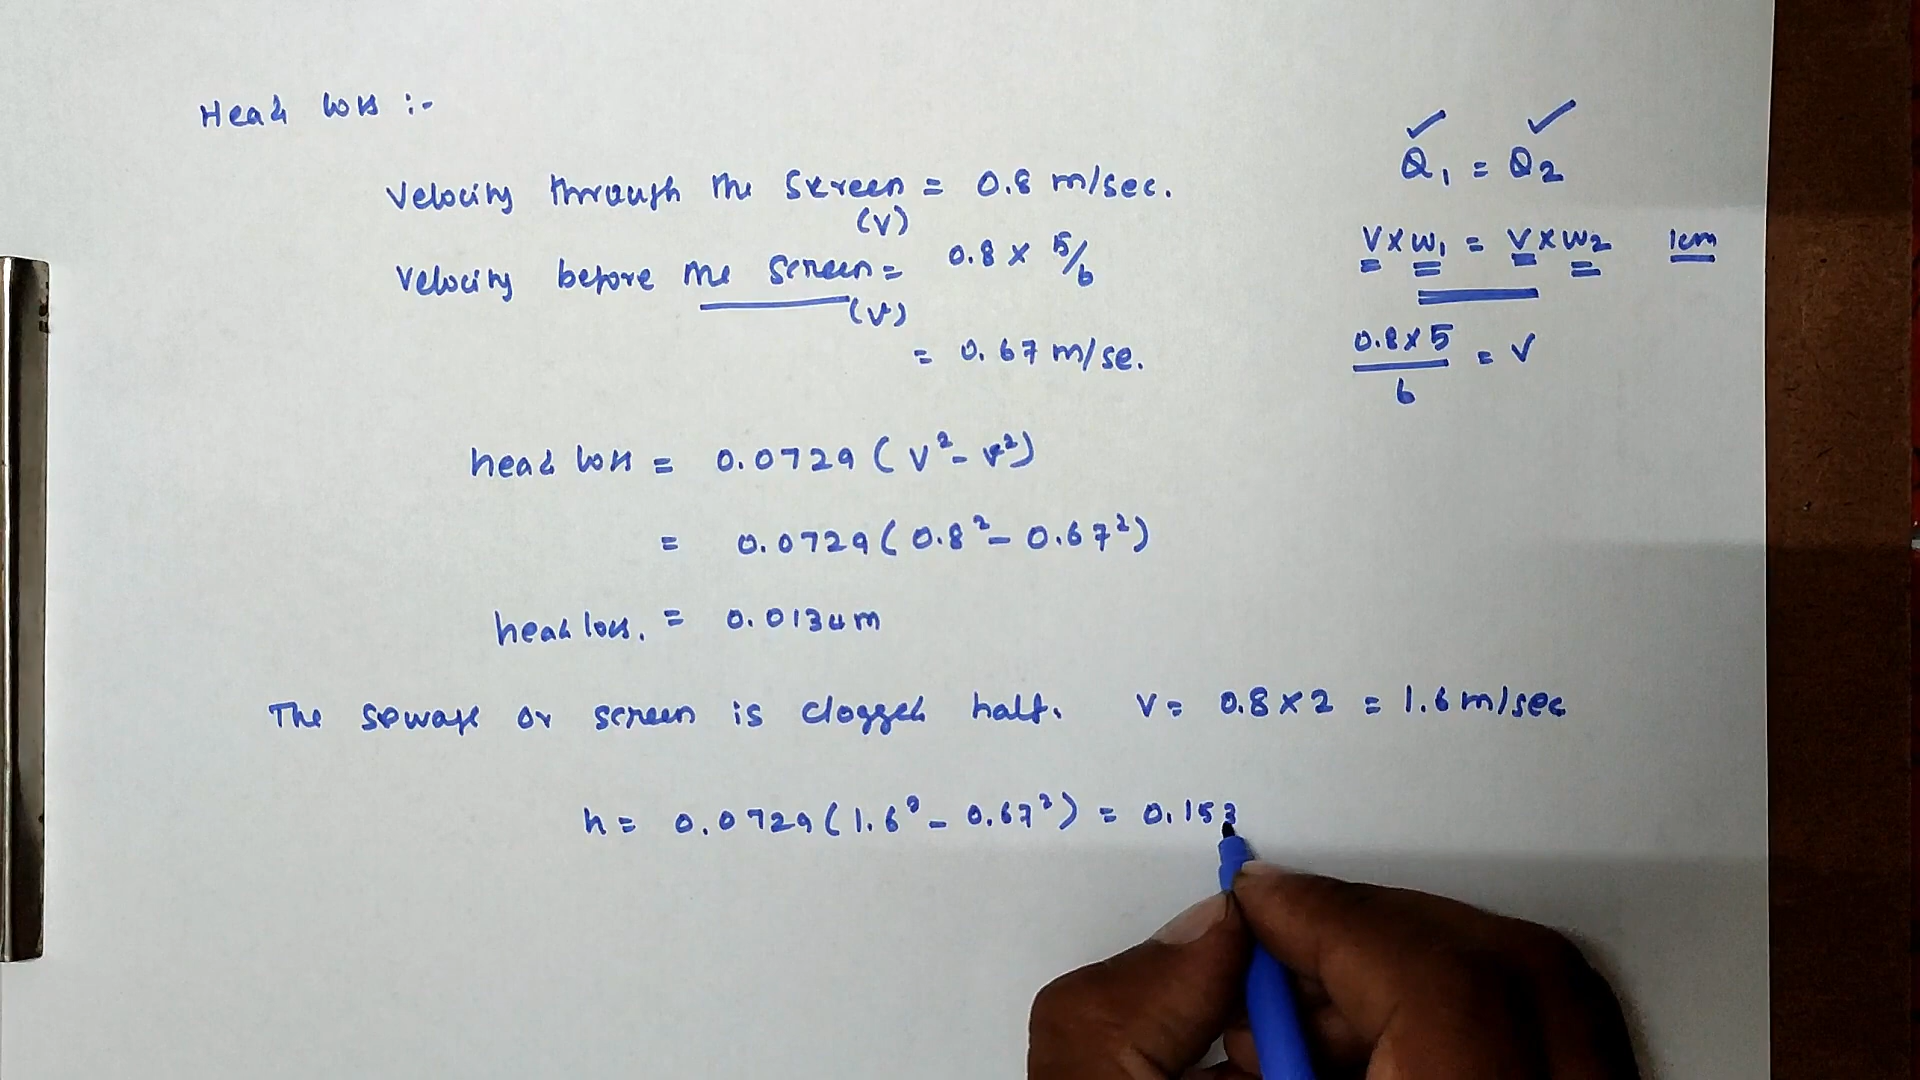 Head loss :-
Velocity through the Screen = 0.8 m/sec.
(V)
Velocity before the screen = 0.8 x 5/6
(v)
= 0.67 m/se.
head loss = 0.0729 (V² - v²)
= 0.0729 (0.8² - 0.67²)
head loss. = 0.0134m
The sewage or screen is clogged half. V = 0.8 x 2 = 1.6 m/sec
h = 0.0729 (1.6² - 0.67²) = 0.153
Q₁ = Q₂
V x W₁ = V x W₂ 1cm
0.8 x 5
= V
6